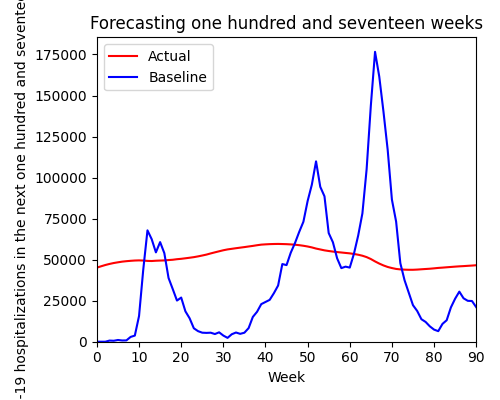 Forecasting one hundred and seventeen weeks
-19 hospitalizations in the next one hundred and sevente
Actual
Baseline
175000
150000
125000
100000
75000
50000
25000
0
0 10 20 30 40 50 60 70 80 90
Week